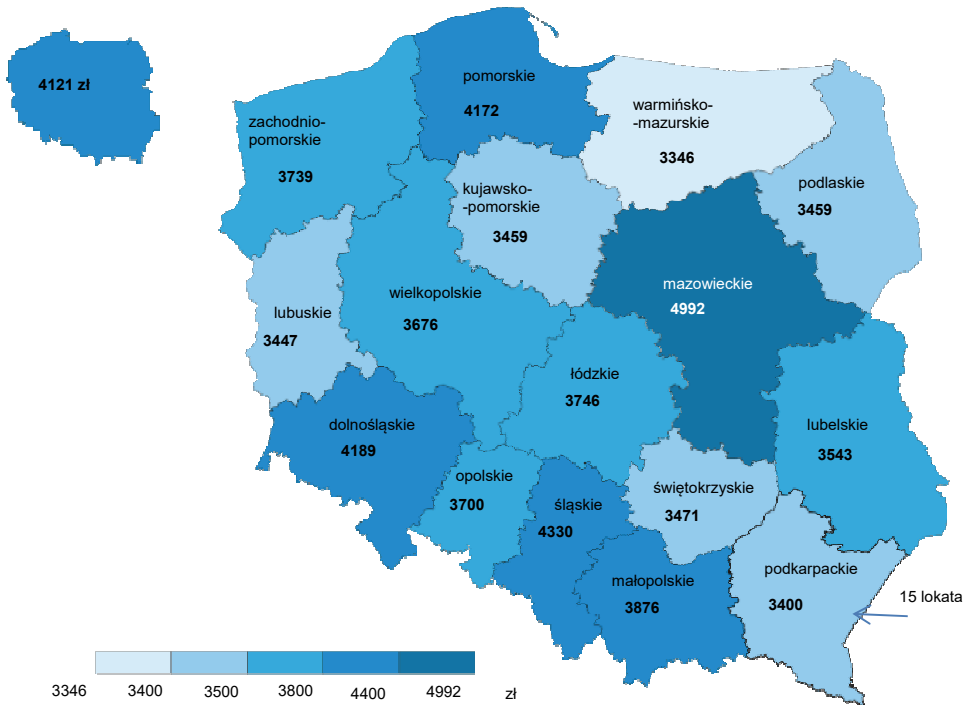 4121 zł
pomorskie
4172
warmińsko-
-mazurskie
3346
zachodnio-
pomorskie
3739
kujawsko-
-pomorskie
3459
podlaskie
3459
mazowieckie
4992
wielkopolskie
3676
lubuskie
3447
łódzkie
3746
dolnośląskie
4189
lubelskie
3543
opolskie
3700
śląskie
4330
świętokrzyskie
3471
małopolskie
3876
podkarpackie
3400
15 lokata
3346 3400 3500 3800 4400 4992 zł